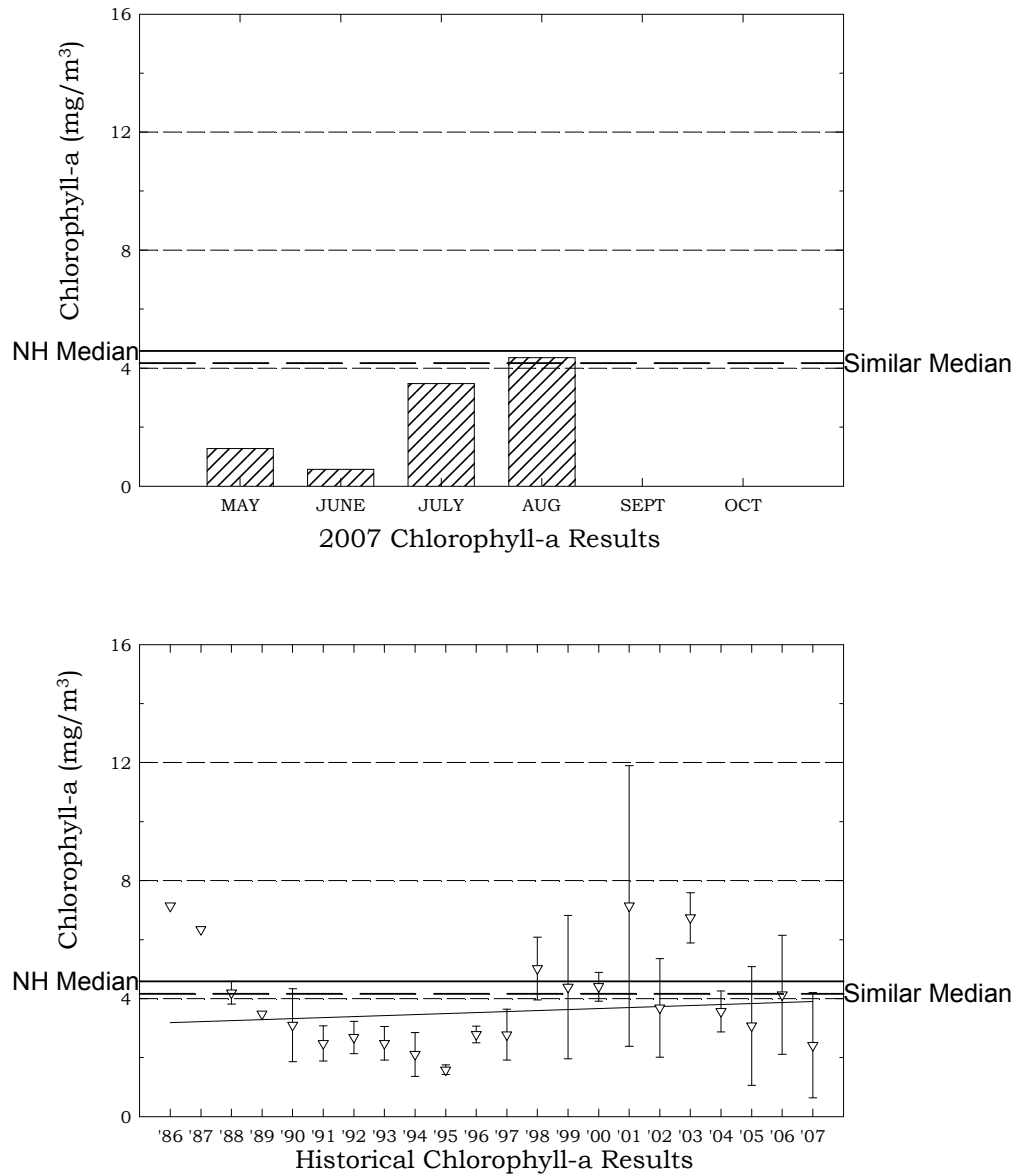 16
12
8
4
0
Chlorophyll-a (mg/m³)
NH Median
Similar Median
MAY JUNE JULY AUG SEPT OCT
2007 Chlorophyll-a Results
16
12
8
4
0
Chlorophyll-a (mg/m³)
NH Median
Similar Median
'86 '87 '88 '89 '90 '91 '92 '93 '94 '95 '96 '97 '98 '99 '00 '01 '02 '03 '04 '05 '06 '07
Historical Chlorophyll-a Results